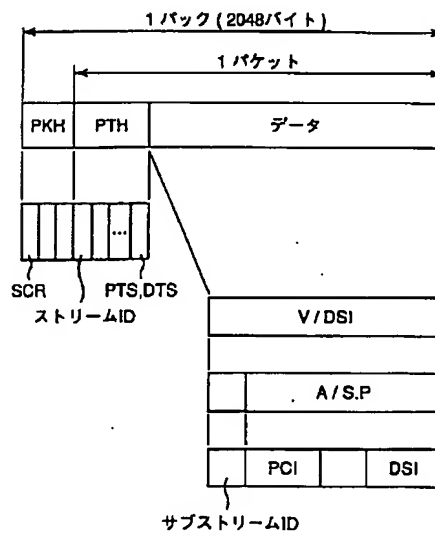 1 パック (2048バイト)
1 パケット
PKH PTH データ
...
SCR PTS,DTS
ストリームID
V / DSI
A / S.P
PCI DSI
サブストリームID